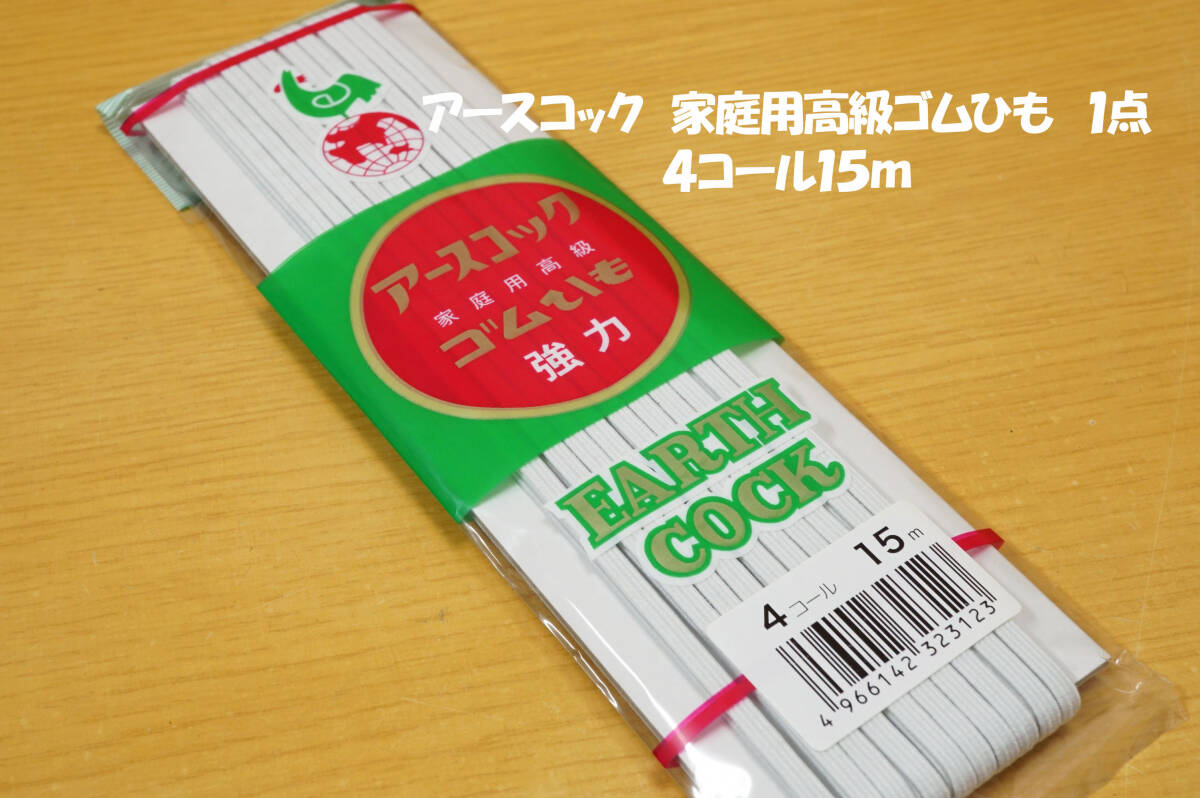 アースコック 家庭用高級ゴムひも 1点
4コール15m
e
アースコック
家庭用高級
ゴムひも
強力
EARTH
COCK
4コール 15m
4966142323123